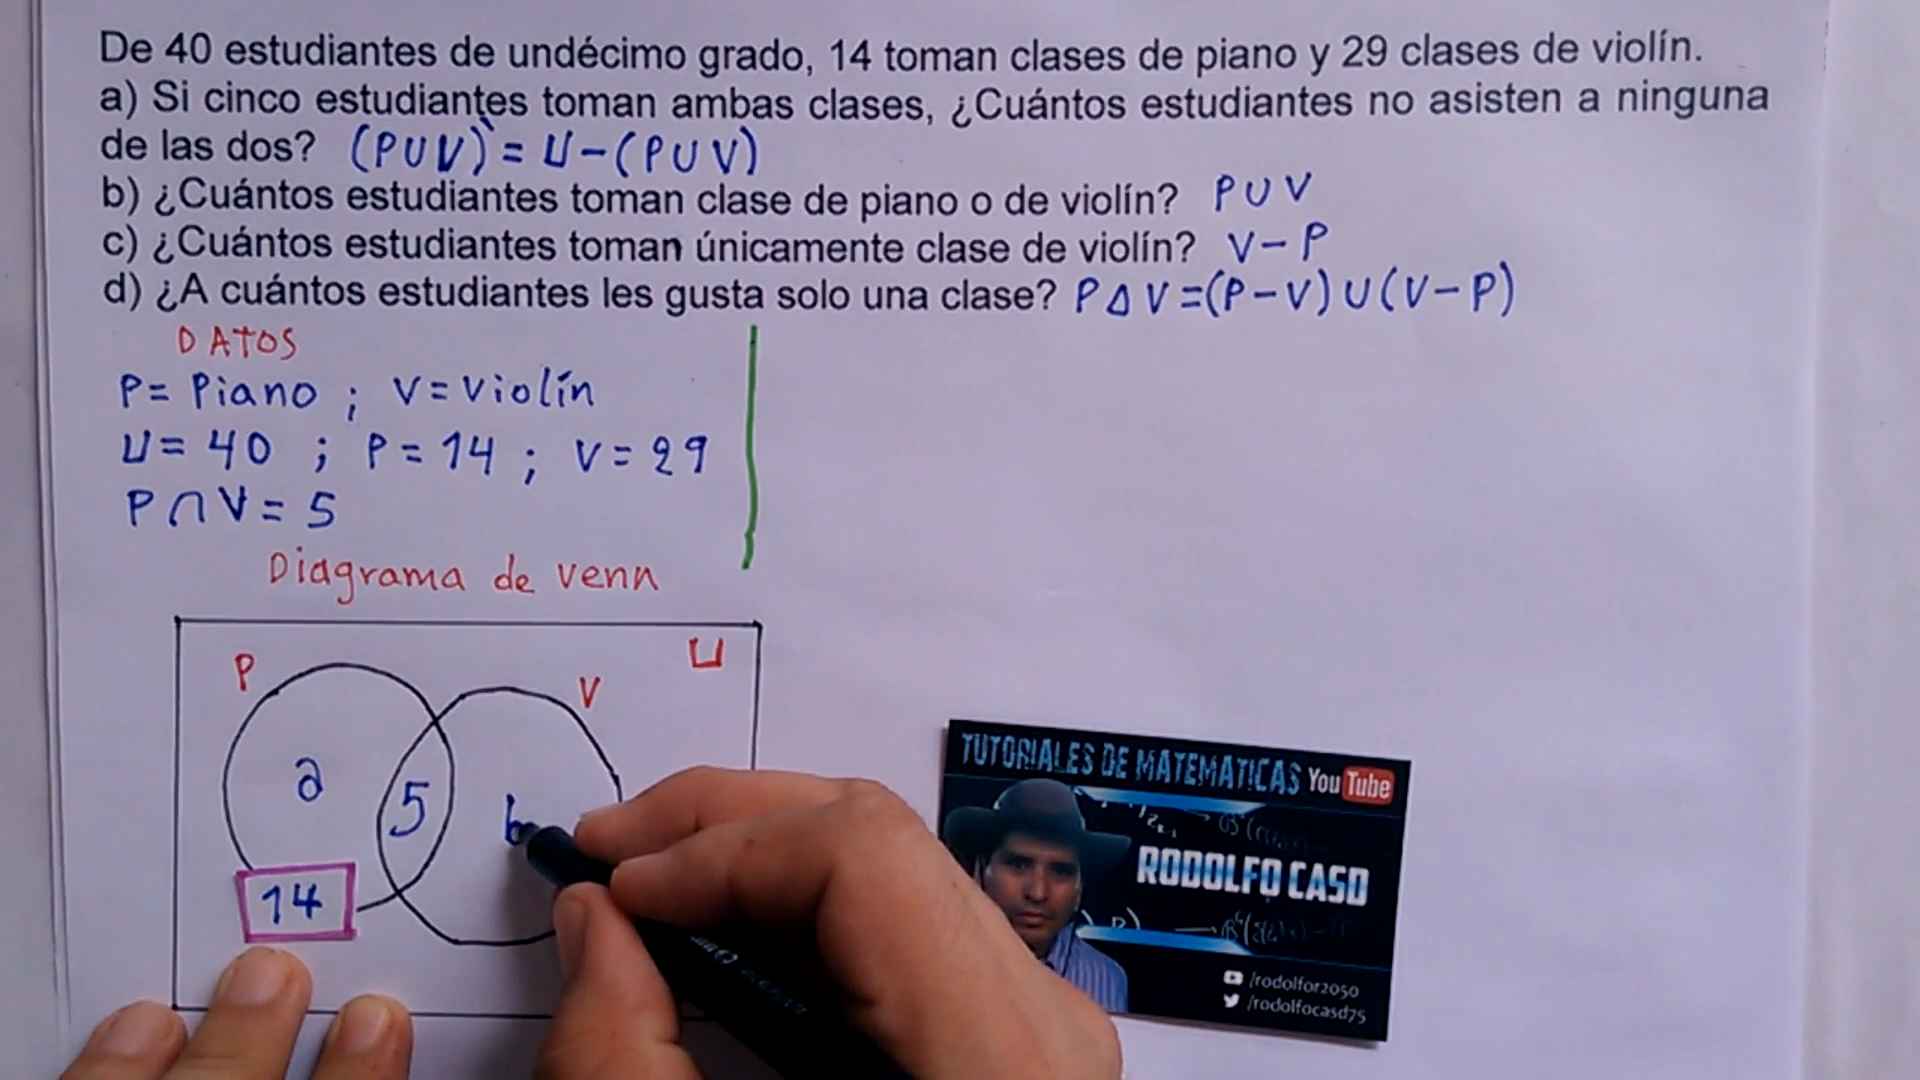 De 40 estudiantes de undécimo grado, 14 toman clases de piano y 29 clases de violín.
a) Si cinco estudiantes toman ambas clases, ¿Cuántos estudiantes no asisten a ninguna
de las dos? (P∪V)` = U-(P∪V)
b) ¿Cuántos estudiantes toman clase de piano o de violín? P∪V
c) ¿Cuántos estudiantes toman únicamente clase de violín? V-P
d) ¿A cuántos estudiantes les gusta solo una clase? P△V=(P-V)∪(V-P)
DATOS
P= Piano ; V=Violín
U= 40 ; P=14 ; V=29
P∩V=5
Diagrama de venn
P V U
a 5 b
14
TUTORIALES DE MATEMATICAS YouTube
RODOLFO CASD
/rodolfor2050
/rodolfocasd75